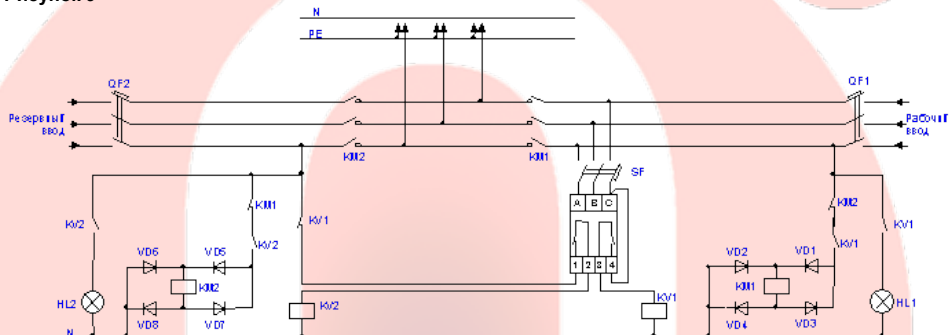 N
PE
QF2
QF1
Резервный
ввод
Рабочий
ввод
KM2
KM1
SF
A B C
KM1
KM2
KV2
KV1
KV2
KV1
KV1
VD6
VD5
VD2
VD1
1 2 3 4
KM2
KM1
HL2
KV2
KV1
HL1
VD8
VD7
VD4
VD3
N